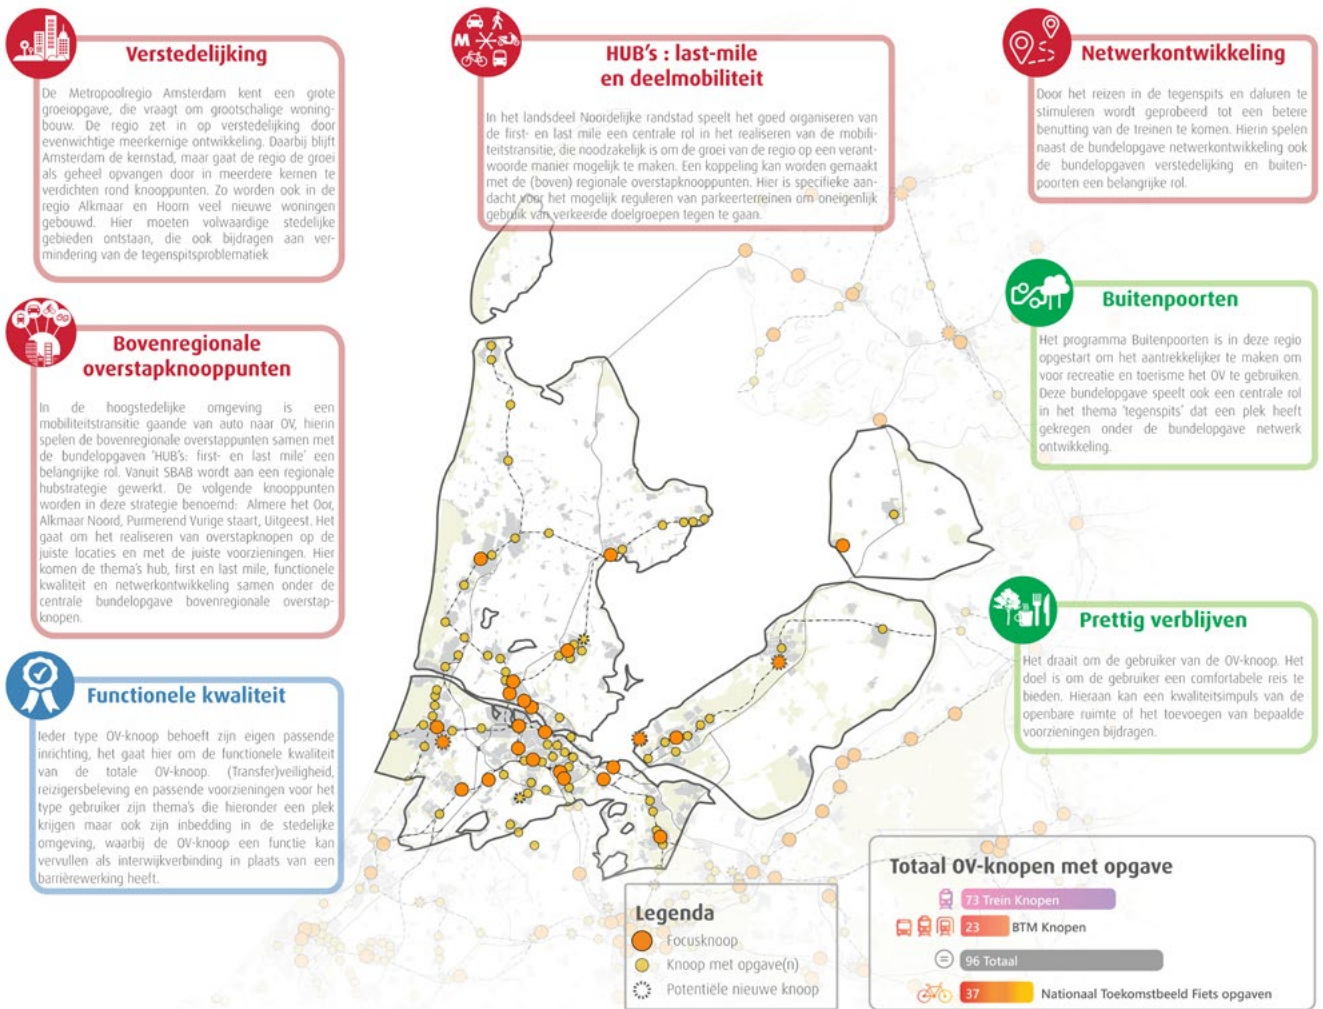 Verstedelijking
De Metropoolregio Amsterdam kent een grote
groeiopgave, die vraagt om grootschalige woning-
bouw. De regio zet in op verstedelijking door
evenwichtige meerkernige ontwikkeling. Daarbij blijft
Amsterdam de kernstad, maar gaat de regio de groei
als geheel opvangen door in meerdere kernen te
verdichten rond knooppunten. Zo worden ook in de
regio Alkmaar en Hoorn veel nieuwe woningen
gebouwd. Hier moeten volwaardige stedelijke
gebieden ontstaan, die ook bijdragen aan ver-
mindering van de tegenspitsproblematiek
Bovenregionale
overstapknooppunten
In de hoogstedelijke omgeving is een
mobiliteitstransitie gaande van auto naar OV, hierin
spelen de bovenregionale overstappunten samen met
de bundelopgaven 'HUB's: first- en last mile' een
belangrijke rol. Vanuit SBAB wordt aan een regionale
hubstrategie gewerkt. De volgende knooppunten
worden in deze strategie benoemd: Almere het Oor,
Alkmaar Noord, Purmerend Vurige staart, Uitgeest. Het
gaat om het realiseren van overstapknopen op de
juiste locaties en met de juiste voorzieningen. Hier
komen de thema's hub, first en last mile, functionele
kwaliteit en netwerkontwikkeling samen onder de
centrale bundelopgave bovenregionale overstap-
knopen.
Functionele kwaliteit
Ieder type OV-knoop behoeft zijn eigen passende
inrichting, het gaat hier om de functionele kwaliteit
van de totale OV-knoop. (Transfer)veiligheid,
reizigersbeleving en passende voorzieningen voor het
type gebruiker zijn thema's die hieronder een plek
krijgen maar ook zijn inbedding in de stedelijke
omgeving, waarbij de OV-knoop een functie kan
vervullen als interwijkverbinding in plaats van een
barrièrewerking heeft.
M
HUB's : last-mile
en deelmobiliteit
In het landsdeel Noordelijke randstad speelt het goed organiseren van
de first- en last mile een centrale rol in het realiseren van de mobili-
teitstransitie, die noodzakelijk is om de groei van de regio op een verant-
woorde manier mogelijk te maken. Een koppeling kan worden gemaakt
met de (boven) regionale overstapknooppunten. Hier is specifieke aan-
dacht voor het mogelijk reguleren van parkeerterreinen om oneigenlijk
gebruik van verkeerde doelgroepen tegen te gaan.
Netwerkontwikkeling
Door het reizen in de tegenspits en daluren te
stimuleren wordt geprobeerd tot een betere
benutting van de treinen te komen. Hierin spelen
naast de bundelopgave netwerkontwikkeling ook
de bundelopgaven verstedelijking en buiten-
poorten een belangrijke rol.
Buitenpoorten
Het programma Buitenpoorten is in deze regio
opgestart om het aantrekkelijker te maken om
voor recreatie en toerisme het OV te gebruiken.
Deze bundelopgave speelt ook een centrale rol
in het thema 'tegenspits' dat een plek heeft
gekregen onder de bundelopgave netwerk
ontwikkeling.
Prettig verblijven
Het draait om de gebruiker van de OV-knoop. Het
doel is om de gebruiker een comfortabele reis te
bieden. Hieraan kan een kwaliteitsimpuls van de
openbare ruimte of het toevoegen van bepaalde
voorzieningen bijdragen.
Legenda
Focusknoop
Knoop met opgave(n)
Potentiële nieuwe knoop
Totaal OV-knopen met opgave
73 Trein Knopen
23 BTM Knopen
= 96 Totaal
37 Nationaal Toekomstbeeld Fiets opgaven